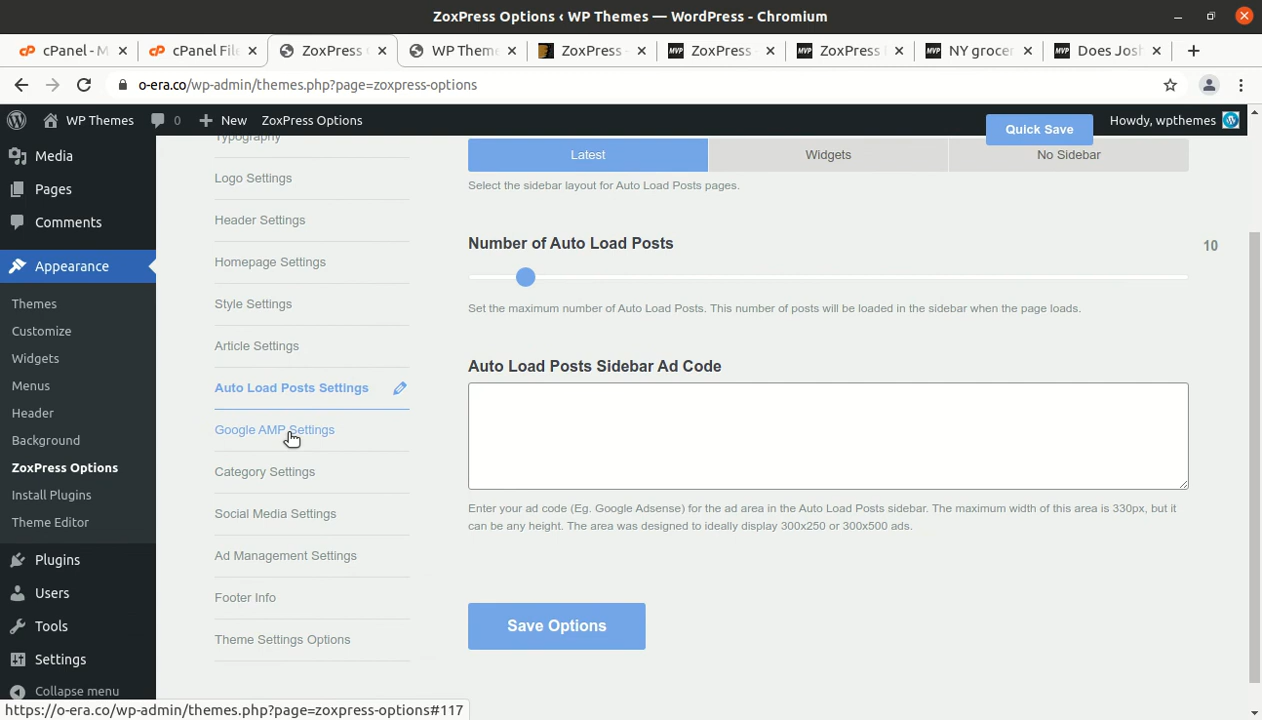 ZoxPress Options ‹ WP Themes — WordPress - Chromium
cPanel - M
cPanel File
ZoxPress O
WP Theme
ZoxPress -
ZoxPress -
ZoxPress
NY grocer
Does Josh
o-era.co/wp-admin/themes.php?page=zoxpress-options
WP Themes
0
New
ZoxPress Options
Quick Save
Howdy, wpthemes
Media
Pages
Comments
Appearance
Themes
Customize
Widgets
Menus
Header
Background
ZoxPress Options
Install Plugins
Theme Editor
Plugins
Users
Tools
Settings
Collapse menu
Typography
Logo Settings
Header Settings
Homepage Settings
Style Settings
Article Settings
Auto Load Posts Settings
Google AMP Settings
Category Settings
Social Media Settings
Ad Management Settings
Footer Info
Theme Settings Options
Latest
Widgets
No Sidebar
Select the sidebar layout for Auto Load Posts pages.
Number of Auto Load Posts
10
Set the maximum number of Auto Load Posts. This number of posts will be loaded in the sidebar when the page loads.
Auto Load Posts Sidebar Ad Code
Enter your ad code (Eg. Google Adsense) for the ad area in the Auto Load Posts sidebar. The maximum width of this area is 330px, but it
can be any height. The area was designed to ideally display 300x250 or 300x500 ads.
Save Options
https://o-era.co/wp-admin/themes.php?page=zoxpress-options#117